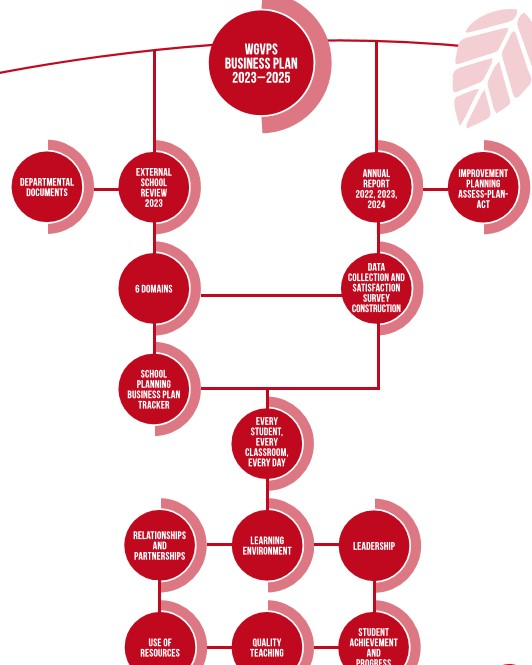 WGVPS
BUSINESS PLAN
2023–2025
DEPARTMENTAL
DOCUMENTS
EXTERNAL
SCHOOL
REVIEW
2023
ANNUAL
REPORT
2022, 2023,
2024
IMPROVEMENT
PLANNING
ASSESS-PLAN-
ACT
6 DOMAINS
DATA
COLLECTION AND
SATISFACTION
SURVEY
CONSTRUCTION
SCHOOL
PLANNING
BUSINESS PLAN
TRACKER
EVERY
STUDENT,
EVERY
CLASSROOM,
EVERY DAY
RELATIONSHIPS
AND
PARTNERSHIPS
LEARNING
ENVIRONMENT
LEADERSHIP
USE OF
RESOURCES
QUALITY
TEACHING
STUDENT
ACHIEVEMENT
AND
PROGRESS